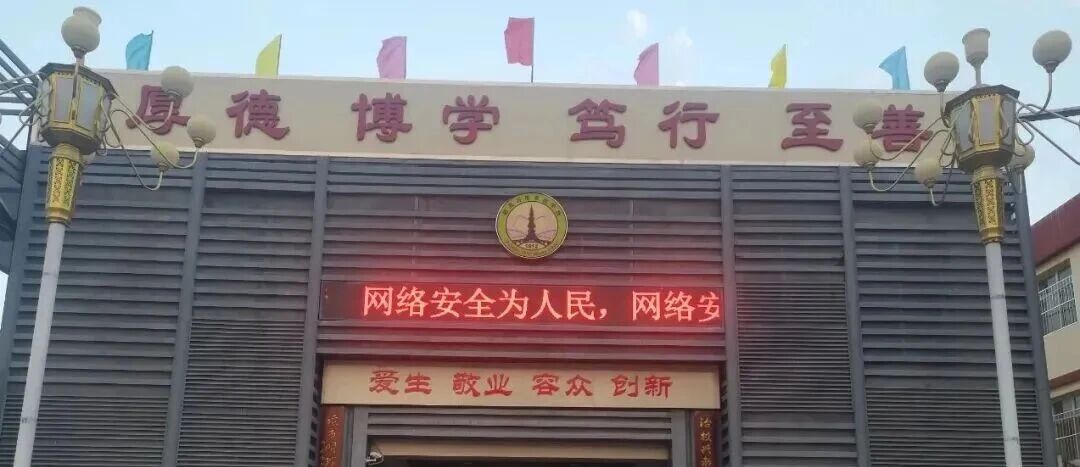 厚德 博学 笃行 至善
网络安全为人民，网络安
爱生 敬业 容众 创新